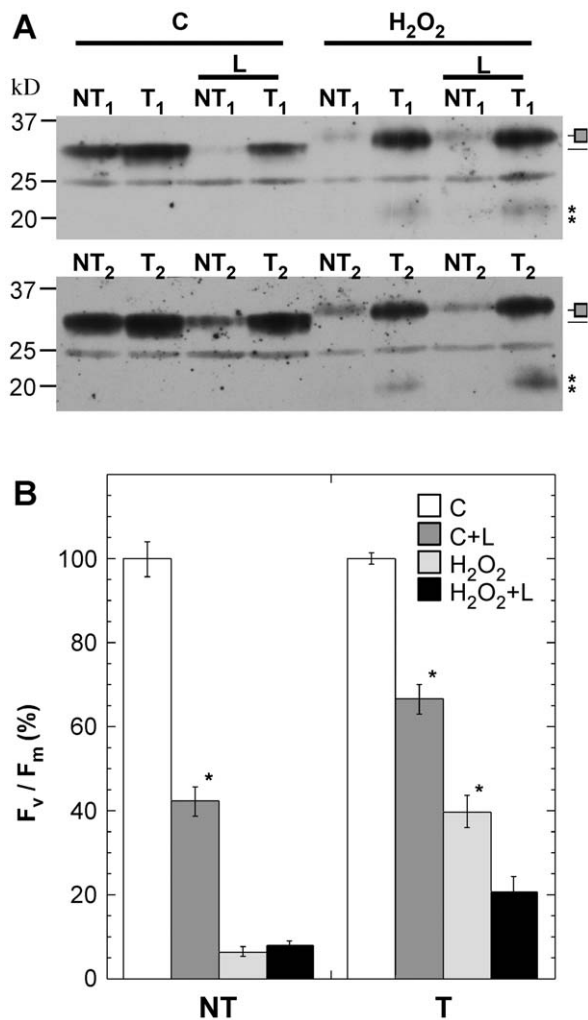 A
C H₂O₂
L L
kD NT₁ T₁ NT₁ T₁ NT₁ T₁ NT₁ T₁
37
25
20
*
*
NT₂ T₂ NT₂ T₂ NT₂ T₂ NT₂ T₂
37
25
20
*
*
B
C
C+L
H₂O₂
H₂O₂+L
Fᵥ / Fₘ (%)
100
80
60
40
20
0
*
*
*
NT T